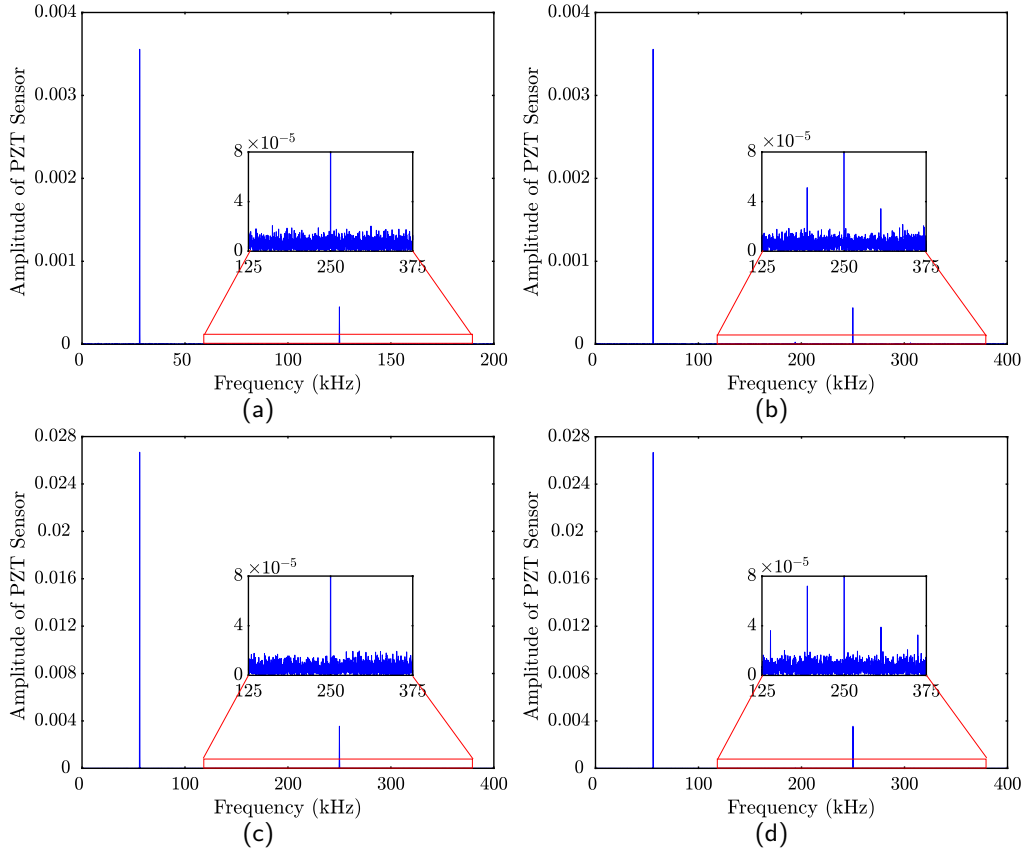 0.004
0.003
0.002
0.001
0
Amplitude of PZT Sensor
8 ×10⁻⁵
4
0
125 250 375
0 50 100 150 200
Frequency (kHz)
(a)
0.004
0.003
0.002
0.001
0
Amplitude of PZT Sensor
8 ×10⁻⁵
4
0
125 250 375
0 100 200 300 400
Frequency (kHz)
(b)
0.028
0.024
0.02
0.016
0.012
0.008
0.004
0
Amplitude of PZT Sensor
8 ×10⁻⁵
4
0
125 250 375
0 100 200 300 400
Frequency (kHz)
(c)
0.028
0.024
0.02
0.016
0.012
0.008
0.004
0
Amplitude of PZT Sensor
8 ×10⁻⁵
4
0
125 250 375
0 100 200 300 400
Frequency (kHz)
(d)